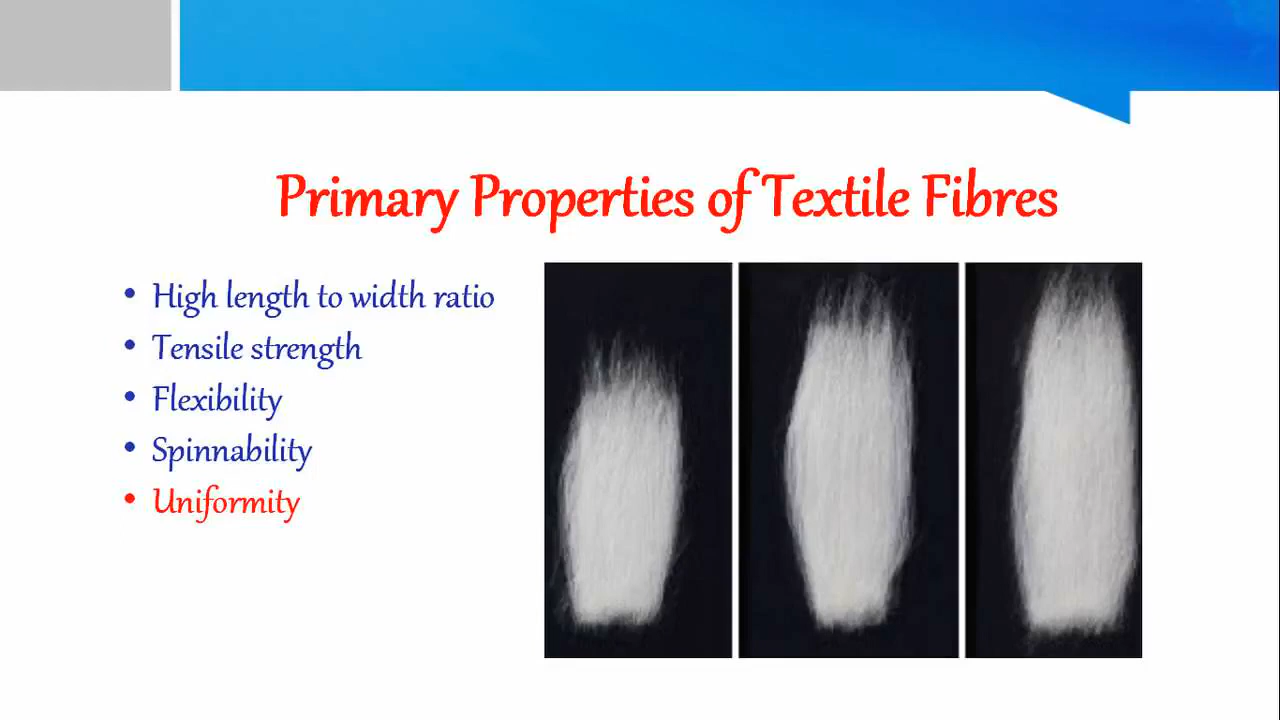 Primary Properties of Textile Fibres
• High length to width ratio
• Tensile strength
• Flexibility
• Spinnability
• Uniformity